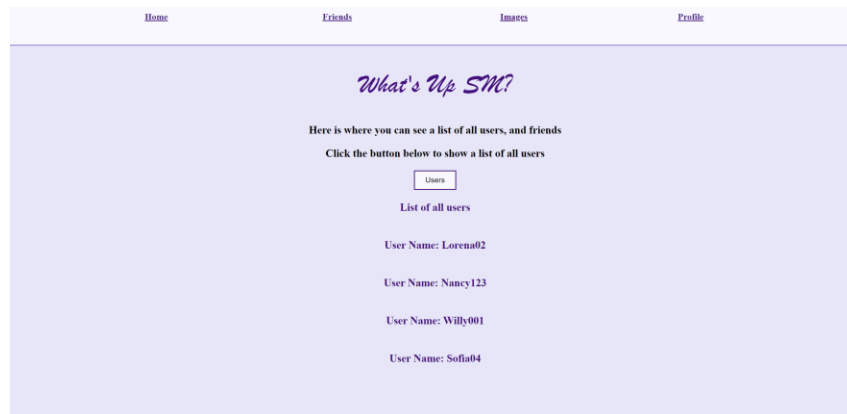 Home Friends Images Profile
What's Up SM?
Here is where you can see a list of all users, and friends
Click the button below to show a list of all users
Users
List of all users
User Name: Lorena02
User Name: Nancy123
User Name: Willy001
User Name: Sofia04